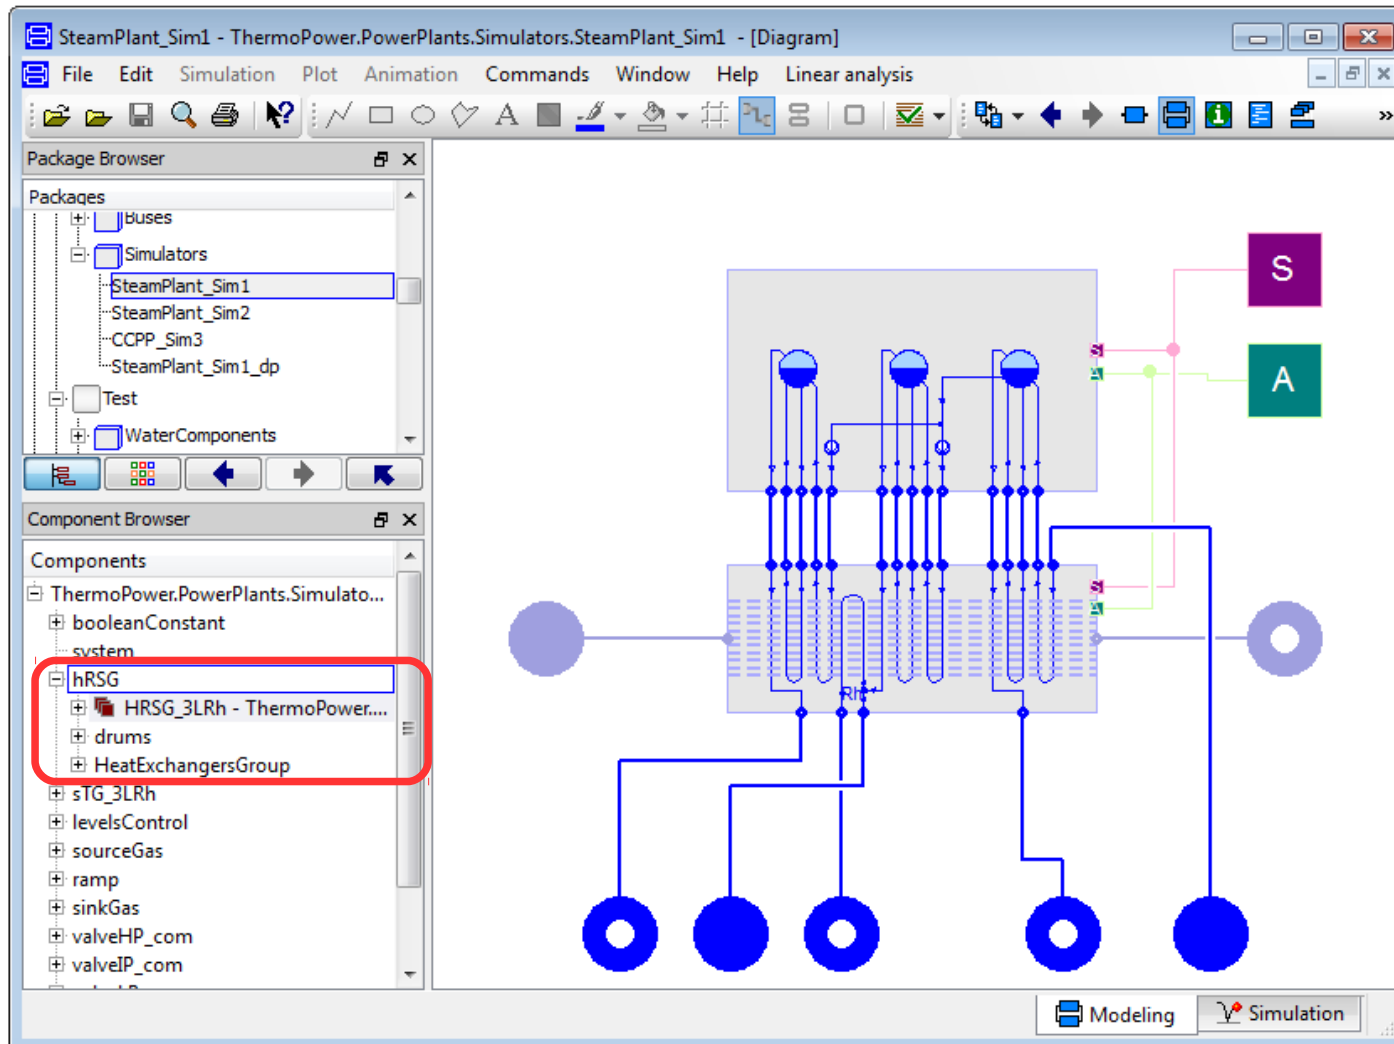 SteamPlant_Sim1 - ThermoPower.PowerPlants.Simulators.SteamPlant_Sim1 - [Diagram]
File Edit Simulation Plot Animation Commands Window Help Linear analysis
A
Package Browser
Packages
Buses
Simulators
SteamPlant_Sim1
SteamPlant_Sim2
CCPP_Sim3
SteamPlant_Sim1_dp
Test
WaterComponents
Component Browser
Components
ThermoPower.PowerPlants.Simulato...
booleanConstant
system
hRSG
HRSG_3LRh - ThermoPower....
drums
HeatExchangersGroup
sTG_3LRh
levelsControl
sourceGas
ramp
sinkGas
valveHP_com
valveIP_com
S
A
S
A
S
A
Rh
Modeling
Simulation